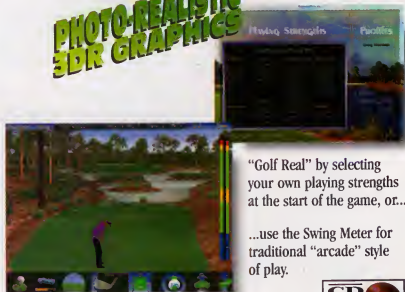 PHOTO-REALISTIC
3DR GRAPHICS
Playing Strengths
Profiles
"Golf Real" by selecting
your own playing strengths
at the start of the game, or...
...use the Swing Meter for
traditional "arcade" style
of play.